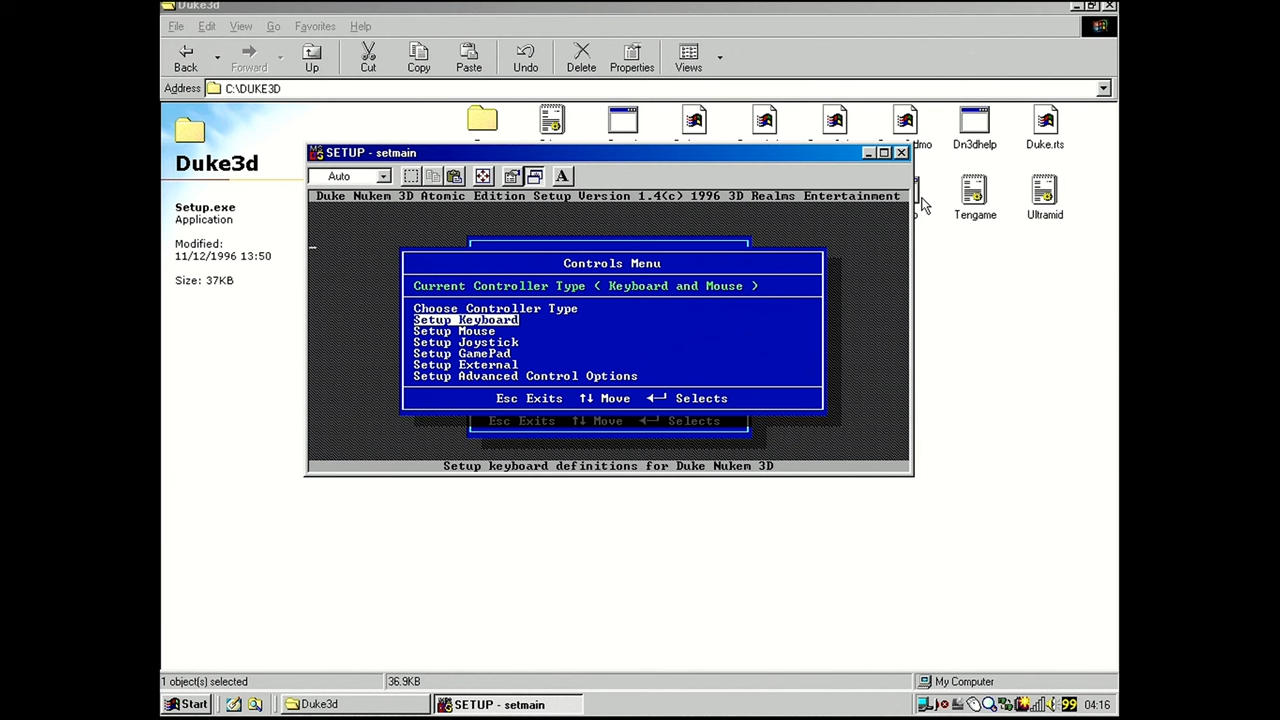 Duke3d
File Edit View Go Favorites Help
Back Forward Up Cut Copy Paste Undo Delete Properties Views
Address C:\DUKE3D
Duke3d
Setup.exe
Application
Modified:
11/12/1996 13:50
Size: 37KB
Dn3dhelp Duke.rts
Tengame Ultramid
SETUP - setmain
Auto
Duke Nukem 3D Atomic Edition Setup Version 1.4(c) 1996 3D Realms Entertainment
Controls Menu
Current Controller Type ( Keyboard and Mouse )
Choose Controller Type
Setup Keyboard
Setup Mouse
Setup Joystick
Setup GamePad
Setup External
Setup Advanced Control Options
Esc Exits ↑↓ Move ←┘ Selects
Esc Exits ↑↓ Move ←┘ Selects
Setup keyboard definitions for Duke Nukem 3D
1 object(s) selected 36.9KB My Computer
Start Duke3d SETUP - setmain 99 04:16